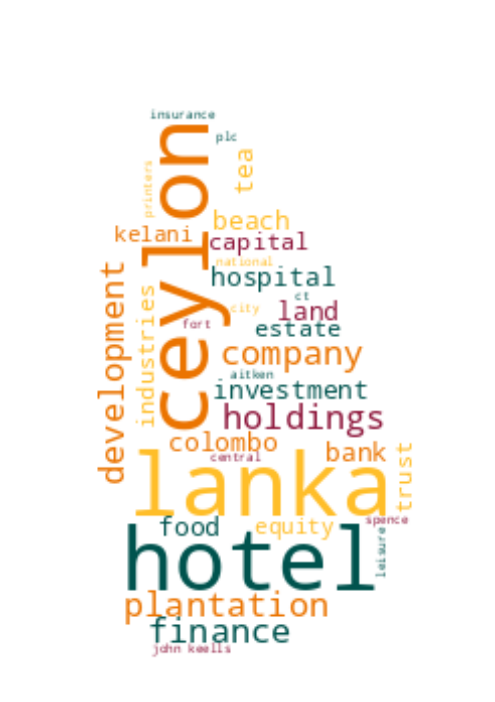 insurance
plc
ceylon
tea
printers
beach
kelani
capital
national
hospital
development
industries
ct
city
land
fort
estate
company
aitken
investment
holdings
colombo
bank
central
trust
lanka
spence
food
equity
hotel
leisure
plantation
finance
john keells